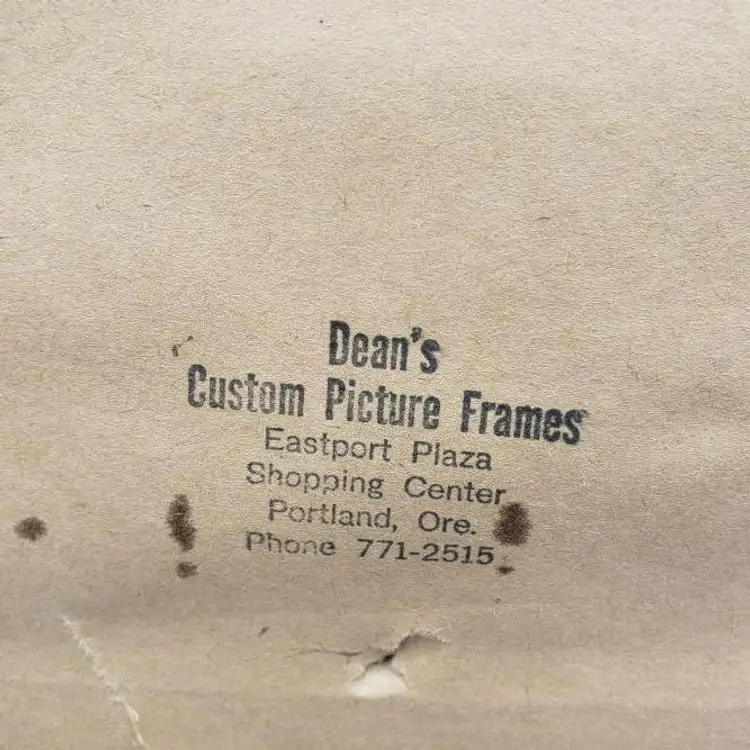 Dean's
Custom Picture Frames
Eastport Plaza
Shopping Center
Portland, Ore.
Phone 771-2515